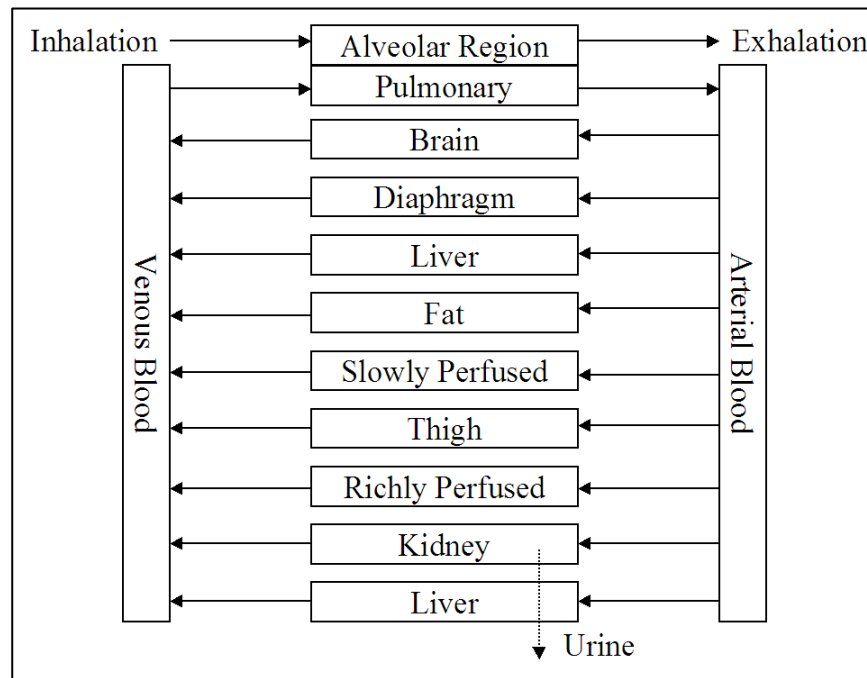 Inhalation
Alveolar Region
Exhalation
Pulmonary
Brain
Diaphragm
Liver
Fat
Slowly Perfused
Thigh
Richly Perfused
Kidney
Liver
Urine
Venous Blood
Arterial Blood